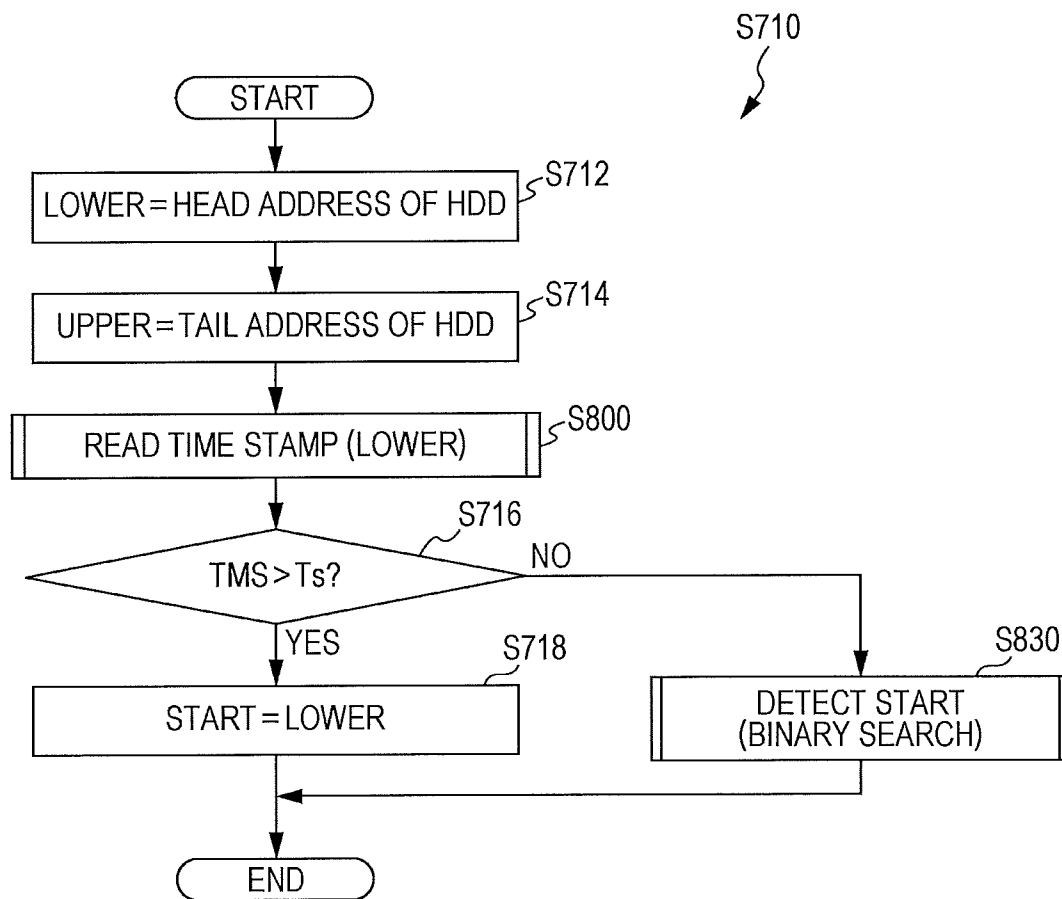 S710
START
S712
LOWER=HEAD ADDRESS OF HDD
S714
UPPER=TAIL ADDRESS OF HDD
S800
READ TIME STAMP (LOWER)
S716
TMS>Ts?
NO
YES
S718
START=LOWER
S830
DETECT START
(BINARY SEARCH)
END